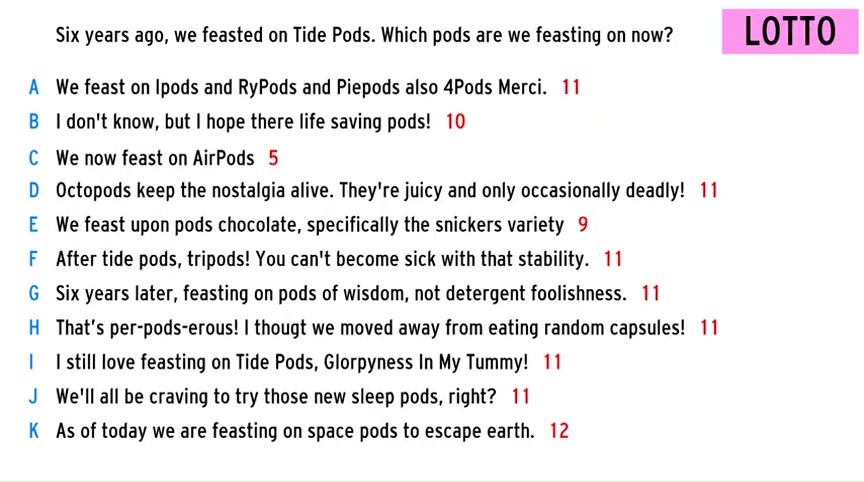 Six years ago, we feasted on Tide Pods. Which pods are we feasting on now?
LOTTO
A We feast on Ipods and RyPods and Piepods also 4Pods Merci. 11
B I don't know, but I hope there life saving pods! 10
C We now feast on AirPods 5
D Octopods keep the nostalgia alive. They're juicy and only occasionally deadly! 11
E We feast upon pods chocolate, specifically the snickers variety 9
F After tide pods, tripods! You can't become sick with that stability. 11
G Six years later, feasting on pods of wisdom, not detergent foolishness. 11
H That’s per-pods-erous! I thougt we moved away from eating random capsules! 11
I I still love feasting on Tide Pods, Glorpyness In My Tummy! 11
J We'll all be craving to try those new sleep pods, right? 11
K As of today we are feasting on space pods to escape earth. 12